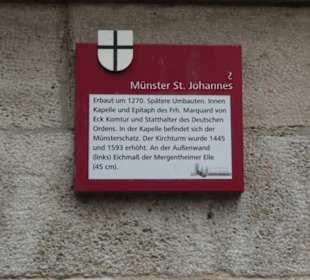 2
Münster St. Johannes
Erbaut um 1270. Spätere Umbauten. Innen
Kapelle und Epitaph des Frh. Marquard von
Eck Komtur und Statthalter des Deutschen
Ordens. In der Kapelle befindet sich der
Münsterschatz. Der Kirchturm wurde 1445
und 1593 erhöht. An der Außenwand
(links) Eichmaß der Mergentheimer Elle
(45 cm).